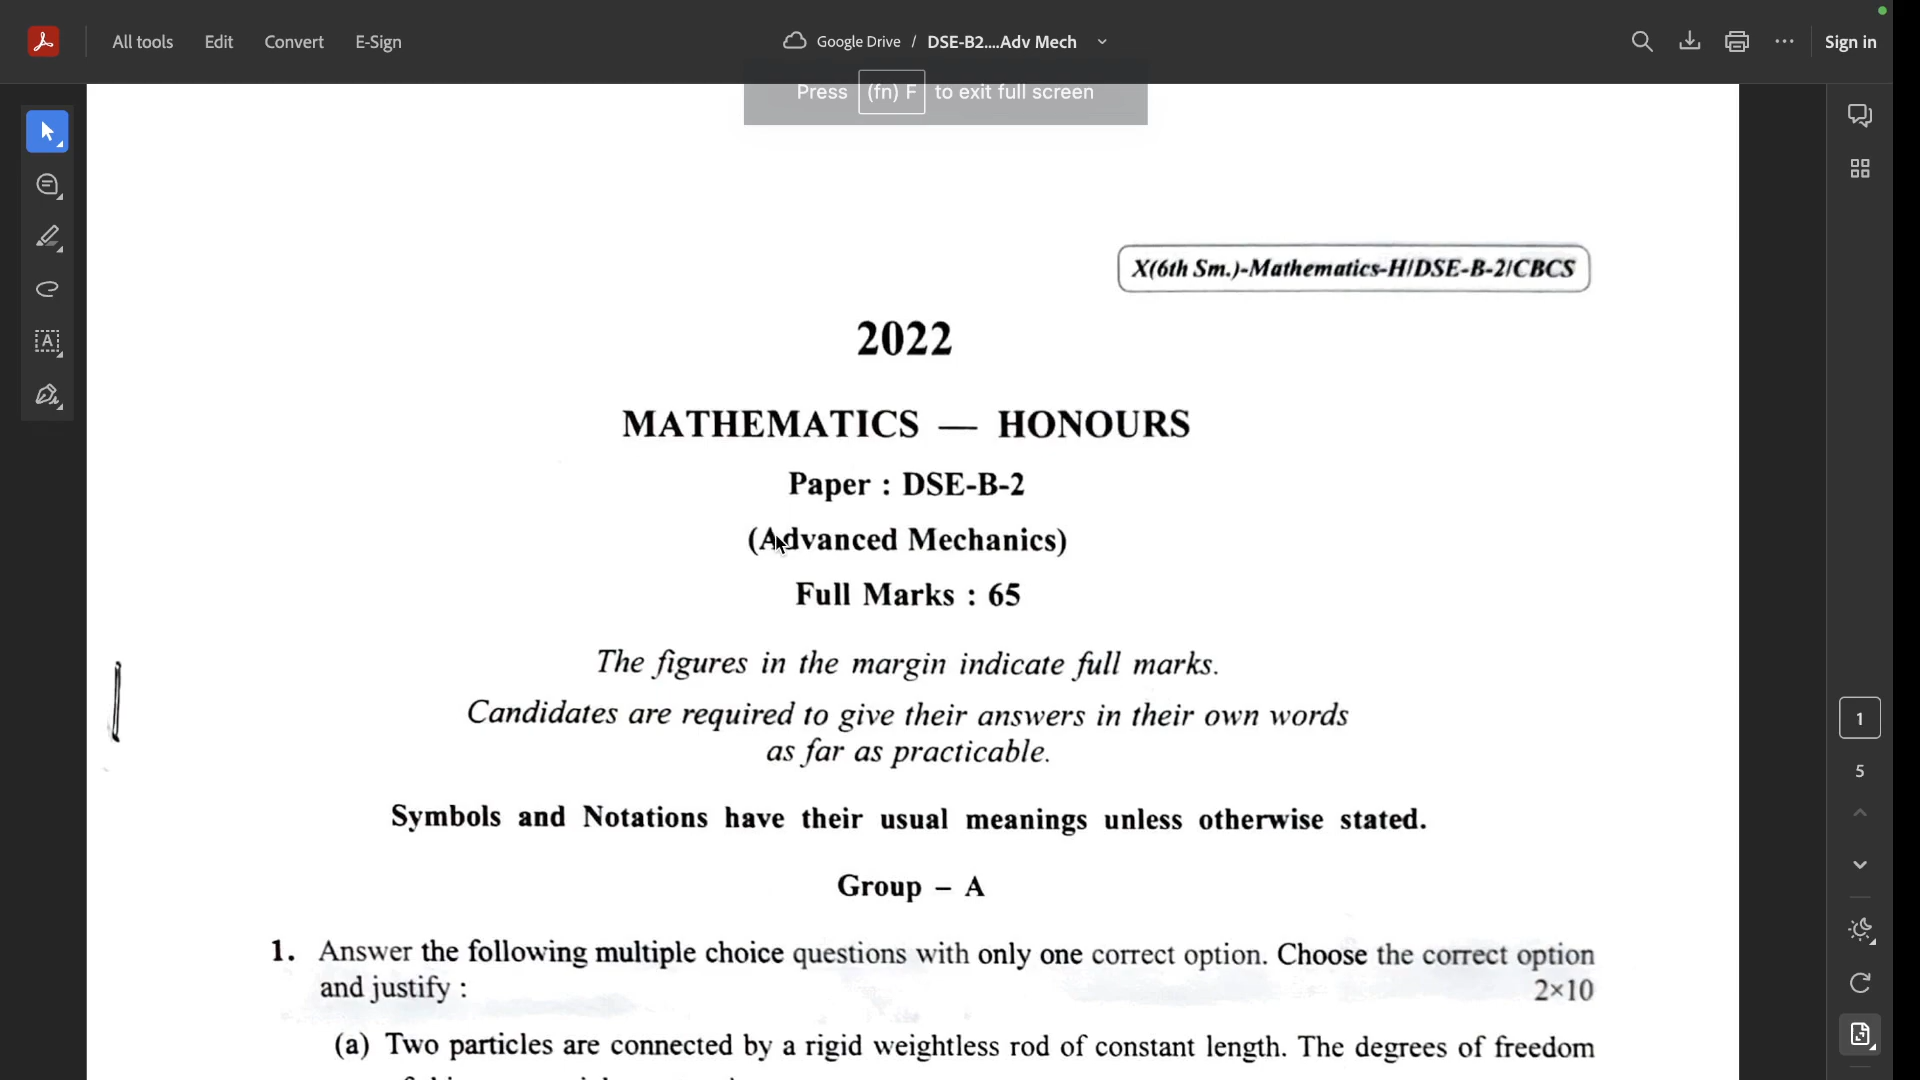 All tools Edit Convert E-Sign Google Drive / DSE-B2....Adv Mech Sign in
Press (fn) F to exit full screen
X(6th Sm.)-Mathematics-H/DSE-B-2/CBCS
2022
MATHEMATICS — HONOURS
Paper : DSE-B-2
(Advanced Mechanics)
Full Marks : 65
The figures in the margin indicate full marks.
Candidates are required to give their answers in their own words
as far as practicable.
Symbols and Notations have their usual meanings unless otherwise stated.
Group – A
1. Answer the following multiple choice questions with only one correct option. Choose the correct option
and justify : 2×10
(a) Two particles are connected by a rigid weightless rod of constant length. The degrees of freedom
1
5